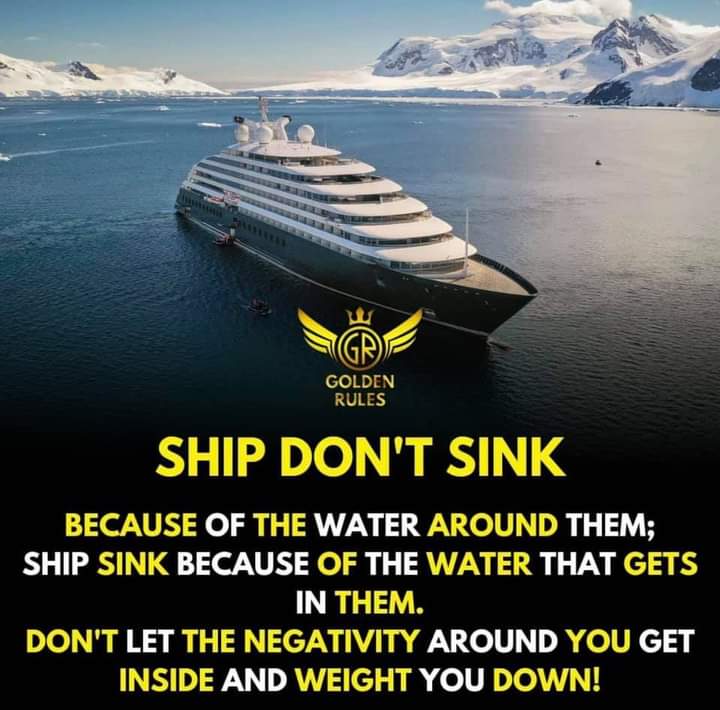 GR
GOLDEN
RULES
SHIP DON'T SINK
BECAUSE OF THE WATER AROUND THEM;
SHIP SINK BECAUSE OF THE WATER THAT GETS
IN THEM.
DON'T LET THE NEGATIVITY AROUND YOU GET
INSIDE AND WEIGHT YOU DOWN!